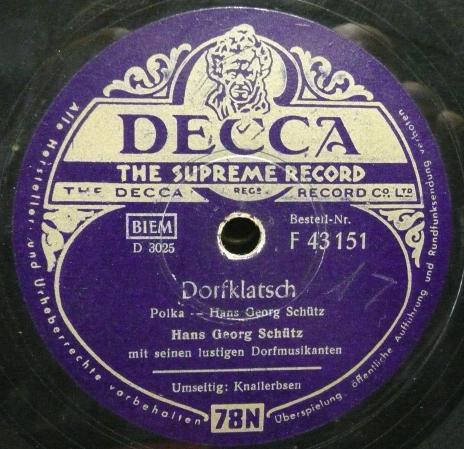 DECCA
THE SUPREME RECORD
THE DECCA REGD RECORD CO. LTD
BIEM
D 3025
Bestell-Nr.
F 43151
Dorfklatsch
Polka -- Hans Georg Schütz
Hans Georg Schütz
mit seinen lustigen Dorfmusikanten
Umseitig: Knallerbsen
78N
Alle Hersteller- und Urheberrechte vorbehalten
Überspielung, öffentliche Aufführung und Rundfunksendung verboten
17